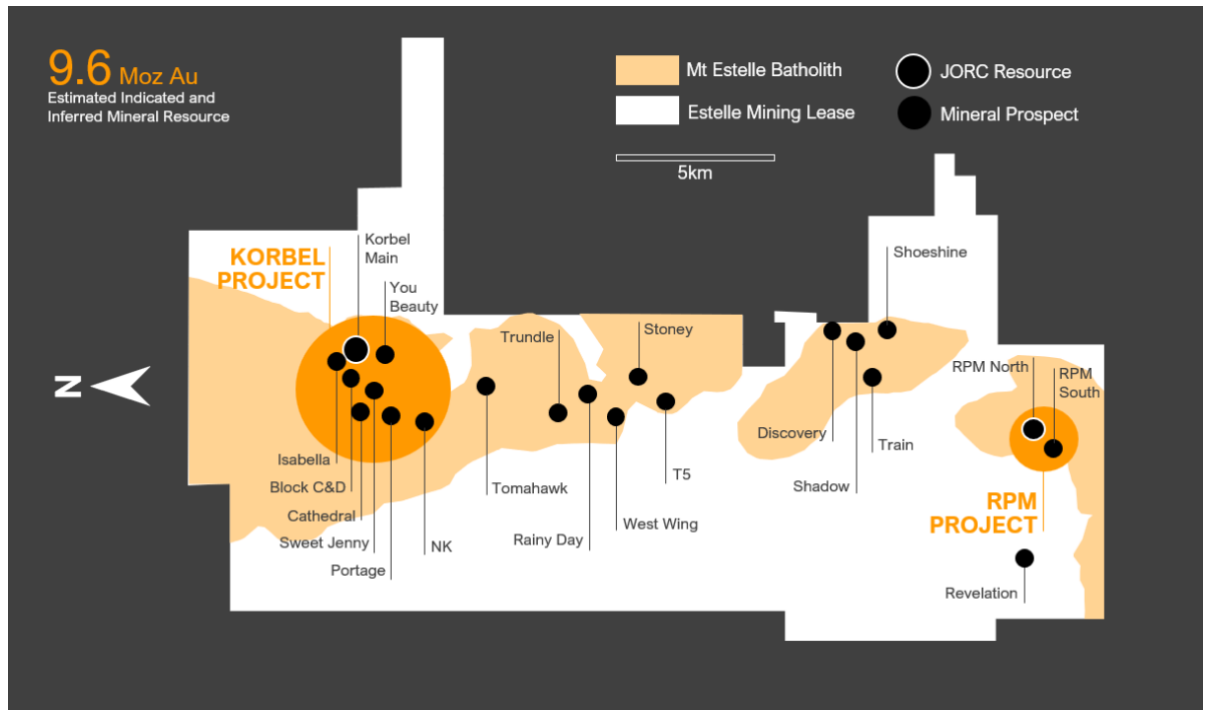 9.6 Moz Au
Estimated Indicated and
Inferred Mineral Resource
Mt Estelle Batholith
Estelle Mining Lease
JORC Resource
Mineral Prospect
5km
KORBEL
PROJECT
Korbel
Main
You
Beauty
Trundle
Stoney
Shoeshine
RPM North
RPM
South
N
Isabella
Block C&D
Cathedral
Sweet Jenny
Portage
NK
Tomahawk
Rainy Day
West Wing
T5
Discovery
Shadow
Train
RPM
PROJECT
Revelation